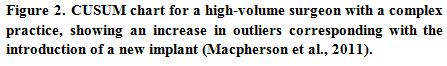 Figure 2. CUSUM chart for a high-volume surgeon with a complex
practice, showing an increase in outliers corresponding with the
introduction of a new implant (Macpherson et al., 2011).